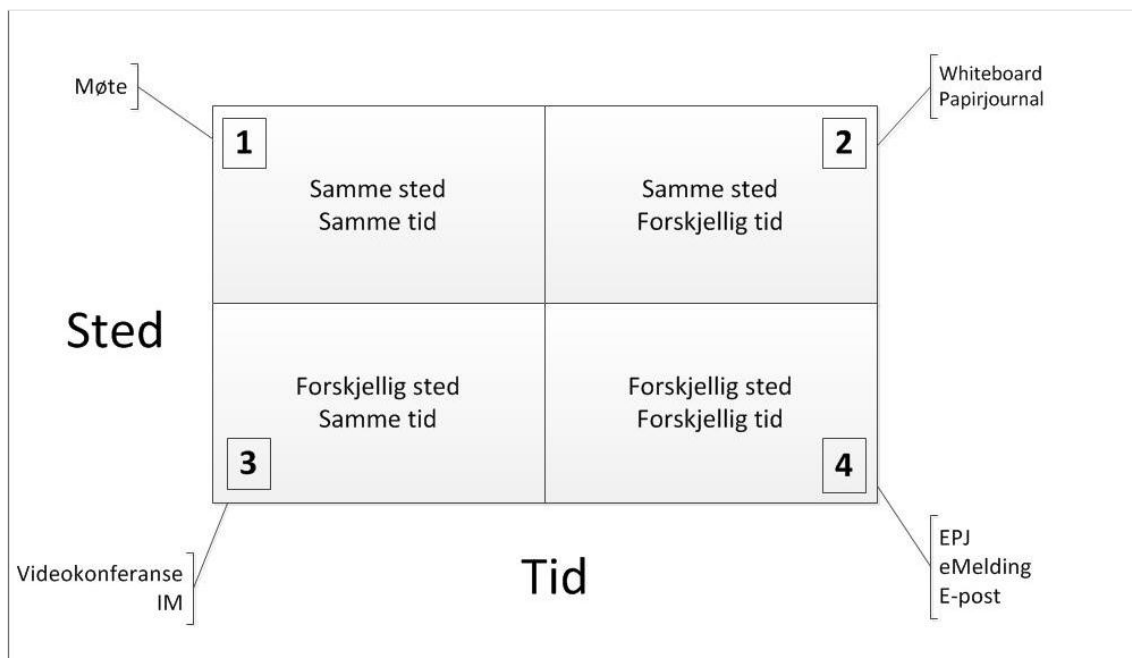 Møte
Whiteboard
Papirjournal
1
2
Samme sted
Samme tid
Samme sted
Forskjellig tid
Sted
Forskjellig sted
Samme tid
Forskjellig sted
Forskjellig tid
3
4
Videokonferanse
IM
Tid
EPJ
eMelding
E-post